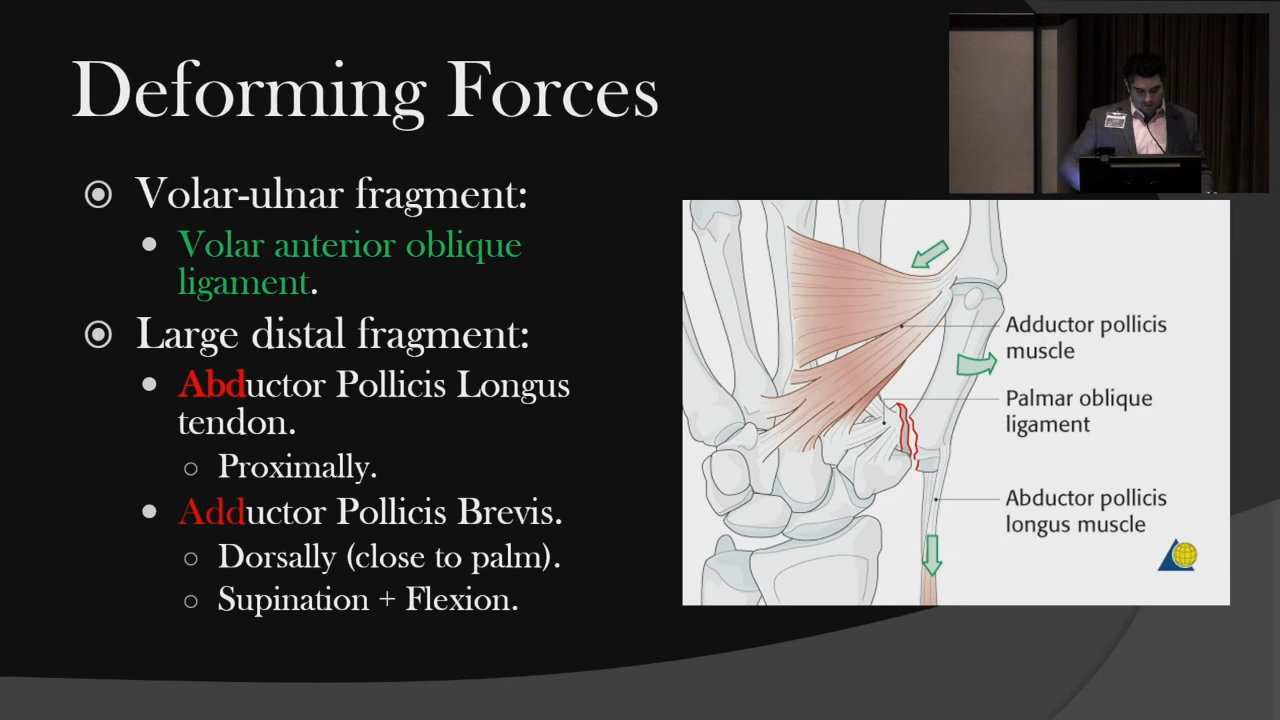 Deforming Forces
Volar-ulnar fragment:
Volar anterior oblique
ligament.
Large distal fragment:
Abductor Pollicis Longus
tendon.
Proximally.
Adductor Pollicis Brevis.
Dorsally (close to palm).
Supination + Flexion.
Adductor pollicis
muscle
Palmar oblique
ligament
Abductor pollicis
longus muscle